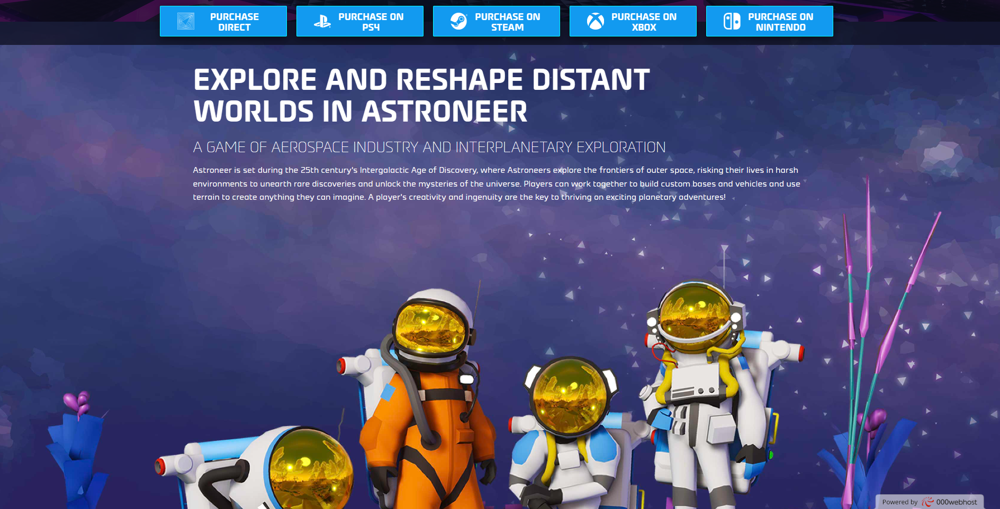 PURCHASE
DIRECT
PURCHASE ON
PS4
PURCHASE ON
STEAM
PURCHASE ON
XBOX
PURCHASE ON
NINTENDO
EXPLORE AND RESHAPE DISTANT
WORLDS IN ASTRONEER
A GAME OF AEROSPACE INDUSTRY AND INTERPLANETARY EXPLORATION
Astroneer is set during the 25th century's Intergalactic Age of Discovery, where Astroneers explore the frontiers of outer space, risking their lives in harsh
environments to unearth rare discoveries and unlock the mysteries of the universe. Players can work together to build custom bases and vehicles and use
terrain to create anything they can imagine. A player's creativity and ingenuity are the key to thriving on exciting planetary adventures!
Powered by 000webhost